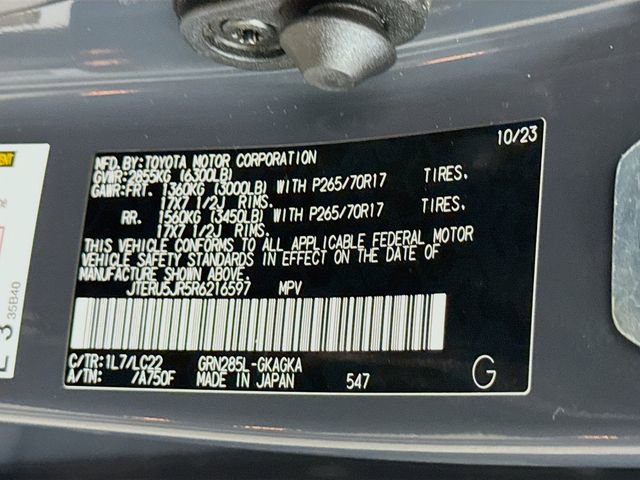 10/23
MFD.BY:TOYOTA MOTOR CORPORATION
GVWR:2855KG (6300LB)
GAWR:FRT. 1360KG (3000LB) WITH P265/70R17 TIRES.
17X7 1/2J RIMS.
RR. 1560KG (3450LB) WITH P265/70R17 TIRES.
17X7 1/2J RIMS.
THIS VEHICLE CONFORMS TO ALL APPLICABLE FEDERAL MOTOR
VEHICLE SAFETY STANDARDS IN EFFECT ON THE DATE OF
MANUFACTURE SHOWN ABOVE.
JTERU5JR5R6216597 MPV
C/TR:1L7/LC22 GRN285L-GKAGKA
A/TM: /A750F MADE IN JAPAN 547 G
35B40